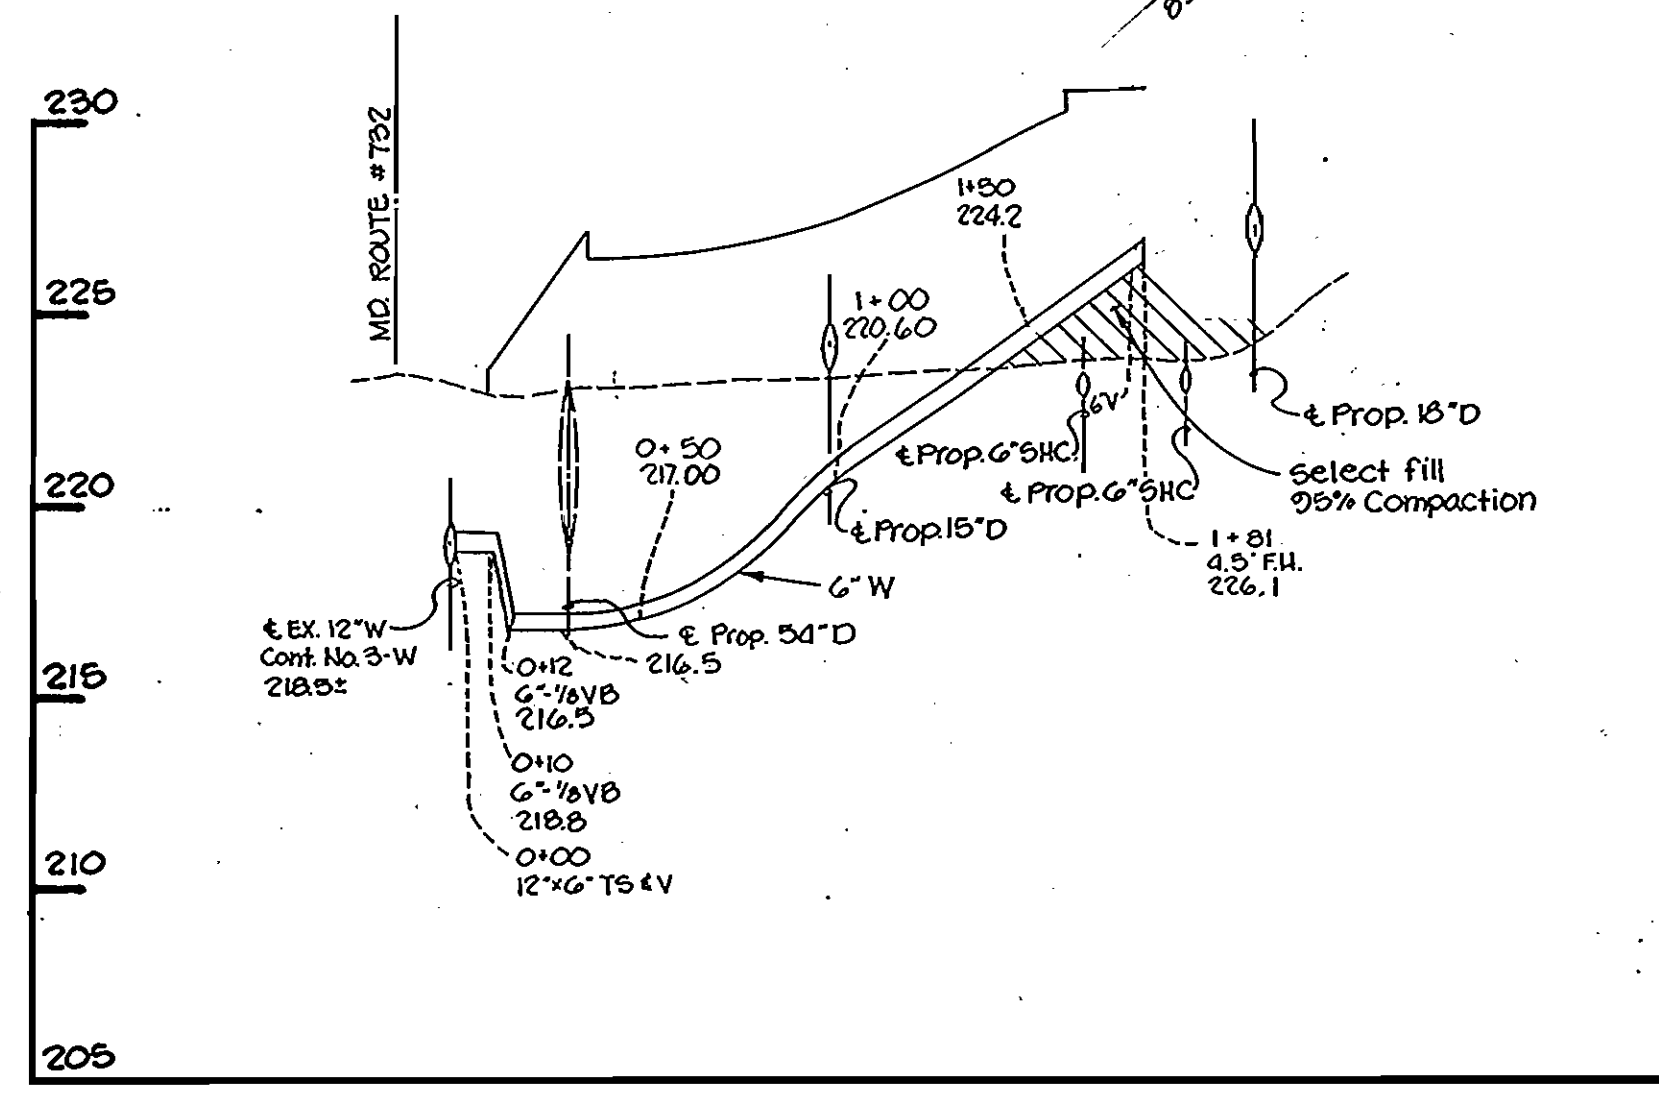 8"
230
MD. ROUTE #732
1+50
224.2
225
1+00
220.60
℄ Prop. 18"D
0+50
217.00
6V
℄ Prop. 6"SHC
select fill
95% Compaction
℄ Prop. 6"SHC
220
℄ Prop. 15"D
1+81
4.5' F.H.
226.1
6" W
℄ EX. 12"W
Cont. No. 3-W
218.5±
℄ Prop. 54"D
216.5
215
0+12
6"-⅛VB
216.5
0+10
6"-⅛VB
218.8
0+00
12"x6" TS &V
210
205